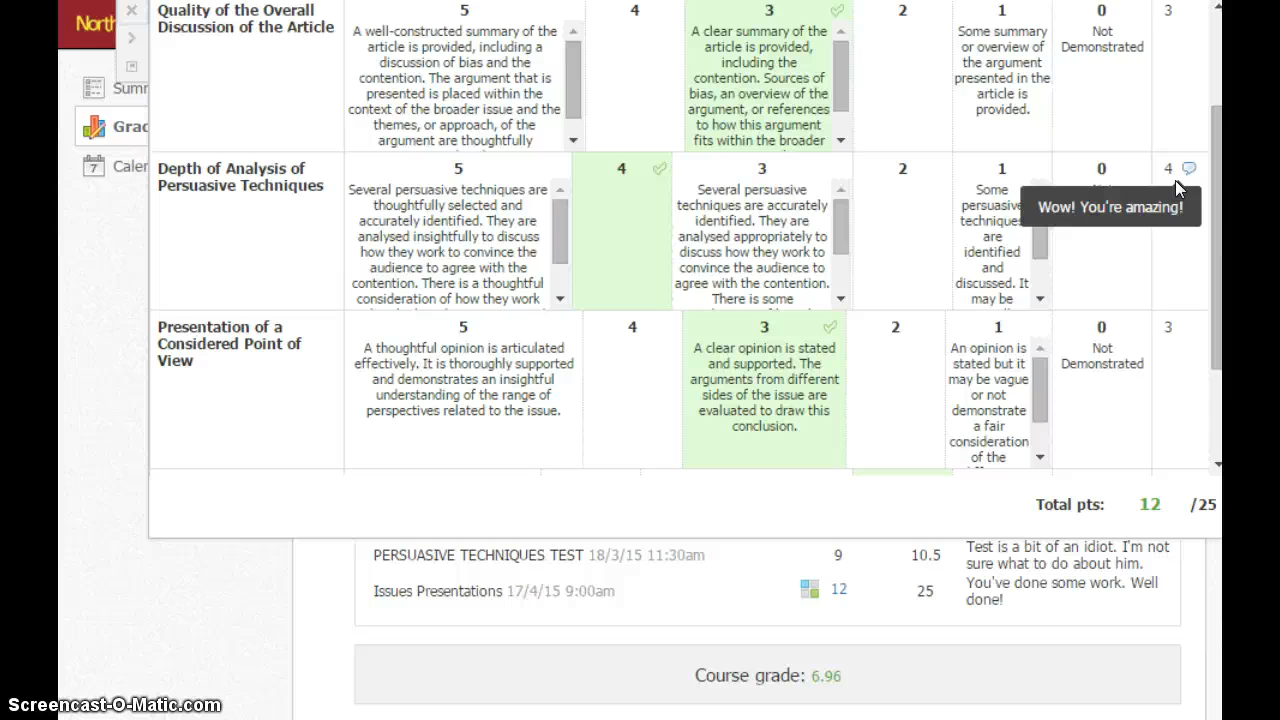 North
Summ
Grad
7
Calen
Quality of the Overall
Discussion of the Article
5
A well-constructed summary of the
article is provided, including a
discussion of bias and the
contention. The argument that is
presented is placed within the
context of the broader issue and the
themes, or approach, of the
argument are thoughtfully
4
3
A clear summary of the
article is provided,
including the
contention. Sources of
bias, an overview of the
argument, or references
to how this argument
fits within the broader
2
1
Some summary
or overview of
the argument
presented in the
article is
provided.
0
Not
Demonstrated
3
Depth of Analysis of
Persuasive Techniques
5
Several persuasive techniques are
thoughtfully selected and
accurately identified. They are
analysed insightfully to discuss
how they work to convince the
audience to agree with the
contention. There is a thoughtful
consideration of how they work
4
3
Several persuasive
techniques are accurately
identified. They are
analysed appropriately to
discuss how they work to
convince the audience to
agree with the contention.
There is some
2
1
Some
persuasive
techniques
are
identified
and
discussed. It
may be
0
4
Wow! You're amazing!
Presentation of a
Considered Point of
View
5
A thoughtful opinion is articulated
effectively. It is thoroughly supported
and demonstrates an insightful
understanding of the range of
perspectives related to the issue.
4
3
A clear opinion is stated
and supported. The
arguments from different
sides of the issue are
evaluated to draw this
conclusion.
2
1
An opinion is
stated but it
may be vague
or not
demonstrate
a fair
consideration
of the
0
Not
Demonstrated
3
Total pts: 12 /25
PERSUASIVE TECHNIQUES TEST 18/3/15 11:30am 9 10.5
Test is a bit of an idiot. I'm not
sure what to do about him.
Issues Presentations 17/4/15 9:00am 12 25
You've done some work. Well
done!
Course grade: 6.96
Screencast-O-Matic.com